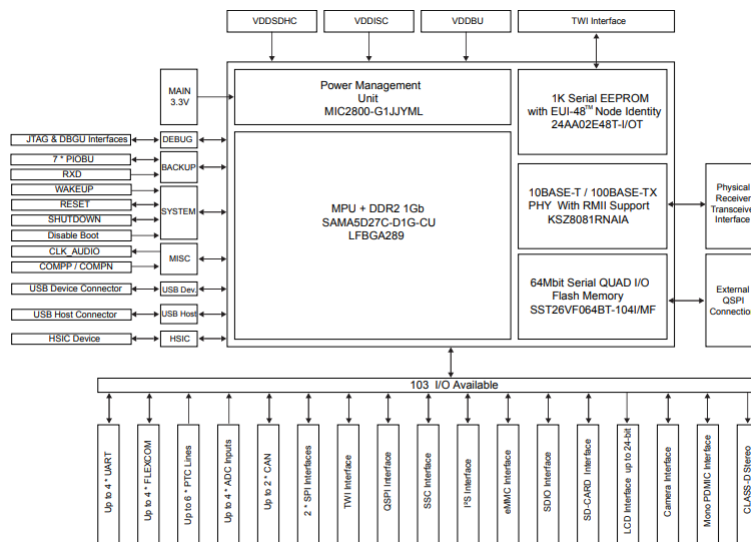 VDDSDHC
VDDISC
VDDBU
TWI Interface
MAIN
3.3V
Power Management
Unit
MIC2800-G1JJYML
1K Serial EEPROM
with EUI-48™ Node Identity
24AA02E48T-I/OT
JTAG & DBGU Interfaces
DEBUG
7 * PIOBU
RXD
BACKUP
WAKEUP
RESET
SHUTDOWN
Disable Boot
SYSTEM
CLK_AUDIO
COMPP / COMPN
MISC
USB Device Connector
USB Dev.
USB Host Connector
USB Host
HSIC Device
HSIC
MPU + DDR2 1Gb
SAMA5D27C-D1G-CU
LFBGA289
10BASE-T / 100BASE-TX
PHY With RMII Support
KSZ8081RNAIA
Physical
Receiver
Transceiver
Interface
64Mbit Serial QUAD I/O
Flash Memory
SST26VF064BT-104I/MF
External
QSPI
Connection
103 I/O Available
Up to 4 * UART
Up to 4 * FLEXCOM
Up to 6 * PTC Lines
Up to 4 * ADC Inputs
Up to 2 * CAN
2 * SPI Interfaces
TWI Interface
QSPI Interface
SSC Interface
I²S Interface
eMMC Interface
SDIO Interface
SD-CARD Interface
LCD Interface up to 24-bit
Camera Interface
Mono PDMIC Interface
CLASS-D Stereo